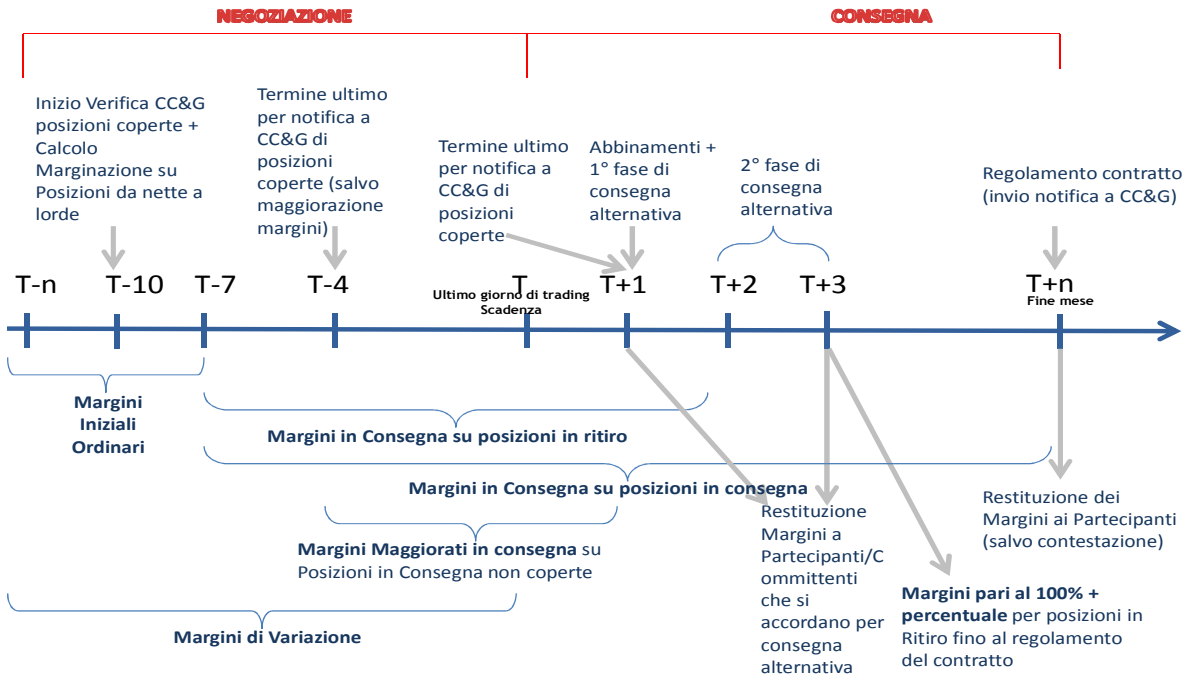 NEGOZIAZIONE
CONSEGNA
Inizio Verifica CC&G
posizioni coperte +
Calcolo
Marginazione su
Posizioni da nette a
lorde
Termine ultimo
per notifica a
CC&G di
posizioni
coperte (salvo
maggiorazione
margini)
Termine ultimo
per notifica a
CC&G di
posizioni
coperte
Abbinamenti +
1° fase di
consegna
alternativa
2° fase di
consegna
alternativa
Regolamento contratto
(invio notifica a CC&G)
T-n
T-10
T-7
T-4
T
T+1
T+2
T+3
T+n
Ultimo giorno di trading
Scadenza
Fine mese
Margini
Iniziali
Ordinari
Margini in Consegna su posizioni in ritiro
Margini in Consegna su posizioni in consegna
Margini Maggiorati in consegna su
Posizioni in Consegna non coperte
Margini di Variazione
Restituzione
Margini a
Partecipanti/C
ommittenti
che si
accordano per
consegna
alternativa
Restituzione dei
Margini ai Partecipanti
(salvo contestazione)
Margini pari al 100% +
percentuale per posizioni in
Ritiro fino al regolamento
del contratto